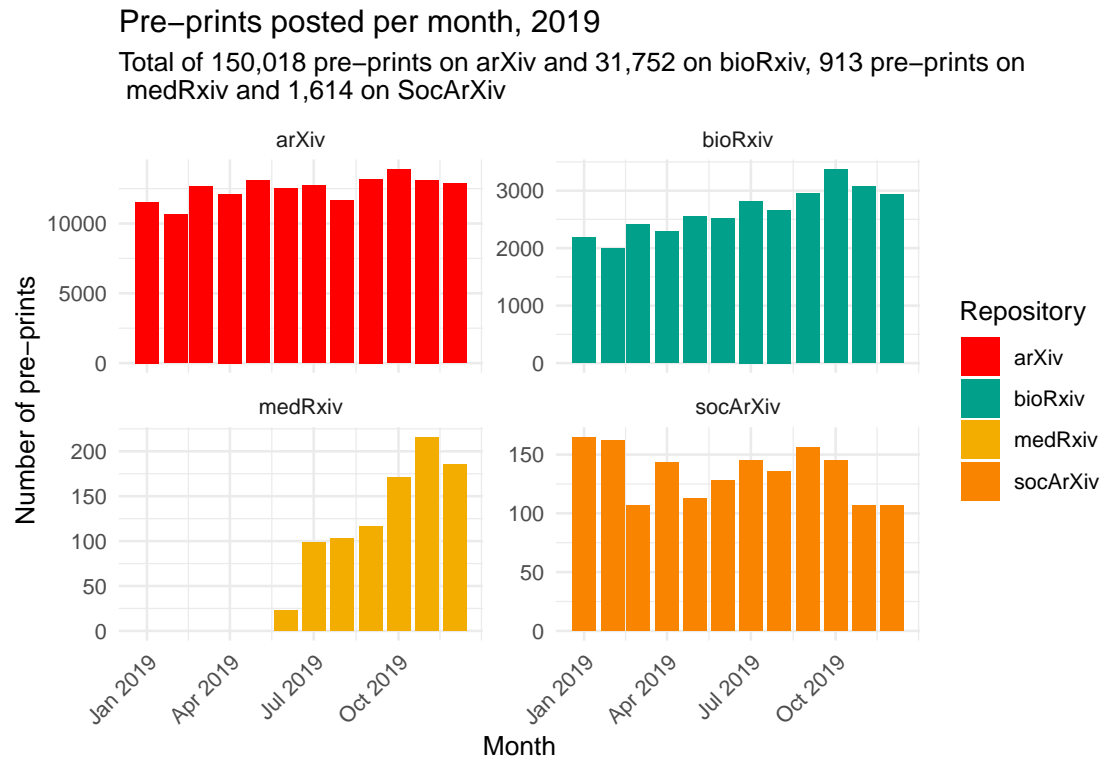 Pre−prints posted per month, 2019
Total of 150,018 pre−prints on arXiv and 31,752 on bioRxiv, 913 pre−prints on
medRxiv and 1,614 on SocArXiv
arXiv
bioRxiv
10000
5000
0
3000
2000
1000
0
medRxiv
socArXiv
200
150
100
50
0
150
100
50
0
Jan 2019
Apr 2019
Jul 2019
Oct 2019
Jan 2019
Apr 2019
Jul 2019
Oct 2019
Month
Number of pre−prints
Repository
arXiv
bioRxiv
medRxiv
socArXiv